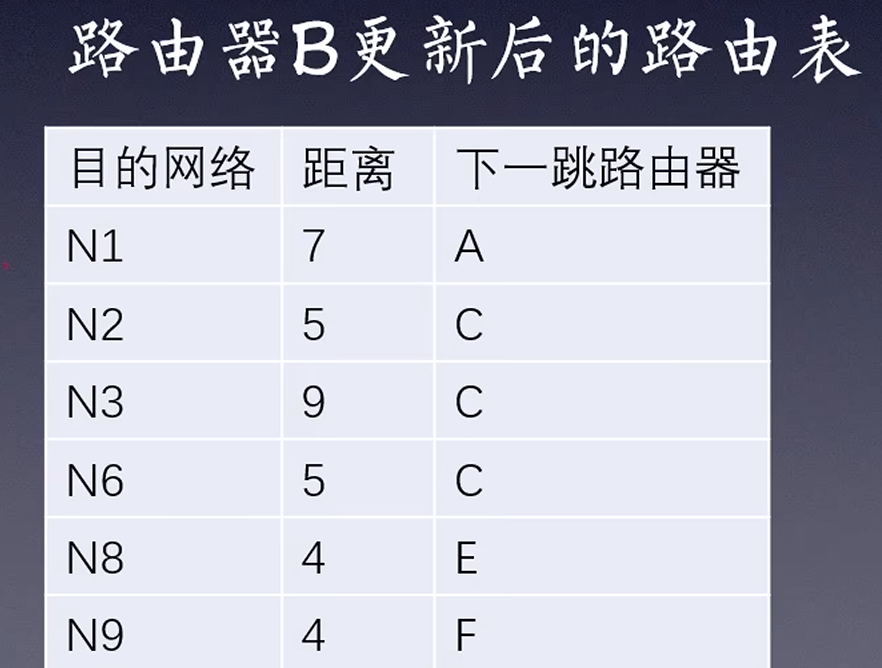 路由器B更新后的路由表
目的网络 距离 下一跳路由器
N1 7 A
N2 5 C
N3 9 C
N6 5 C
N8 4 E
N9 4 F